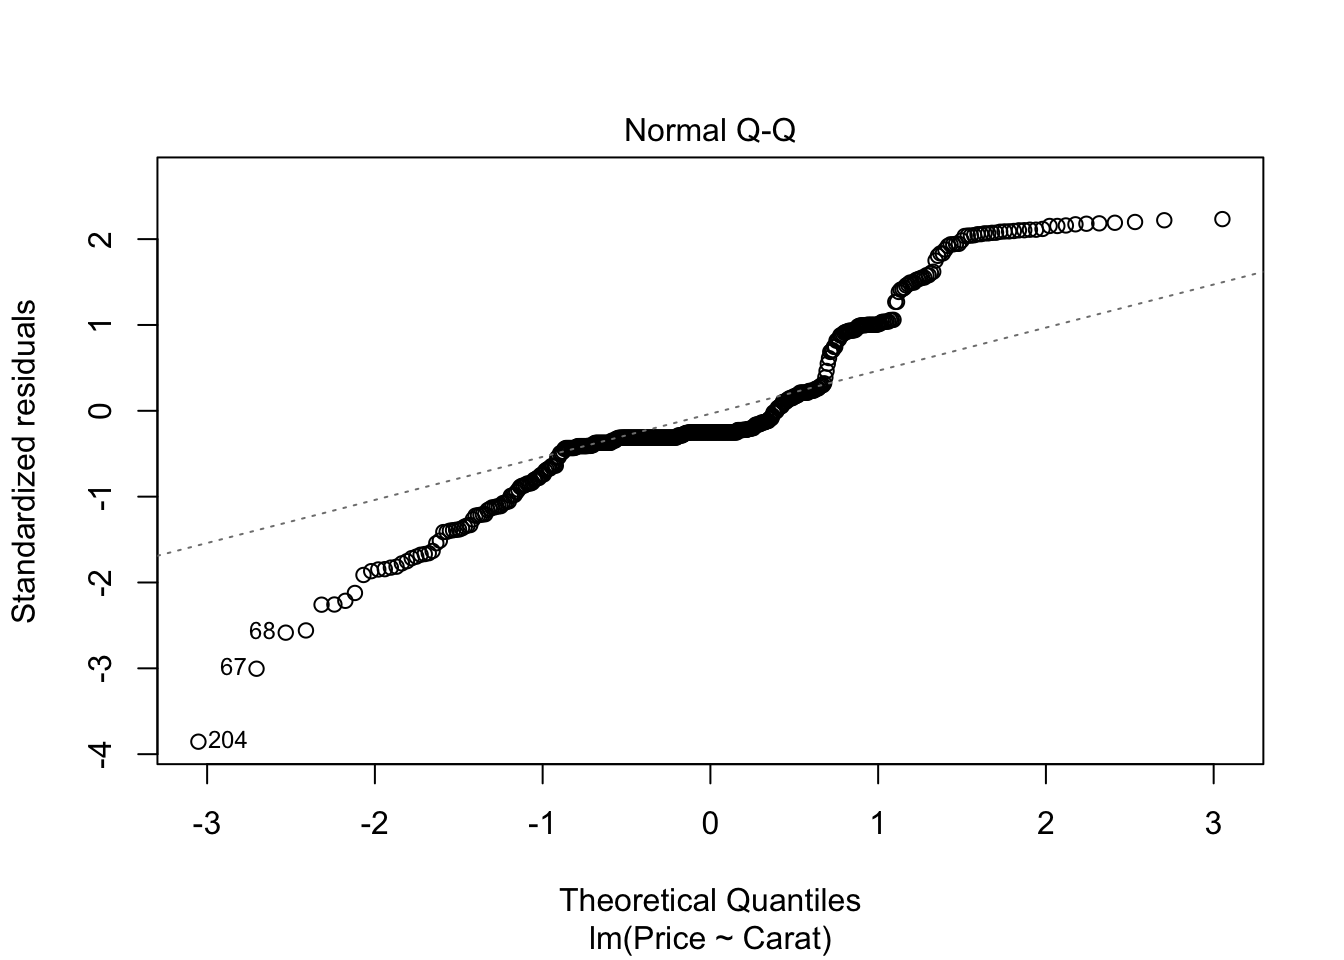 Normal Q-Q
Standardized residuals
2
1
0
-1
-2
-3
-4
68
67
204
-3 -2 -1 0 1 2 3
Theoretical Quantiles
lm(Price ~ Carat)